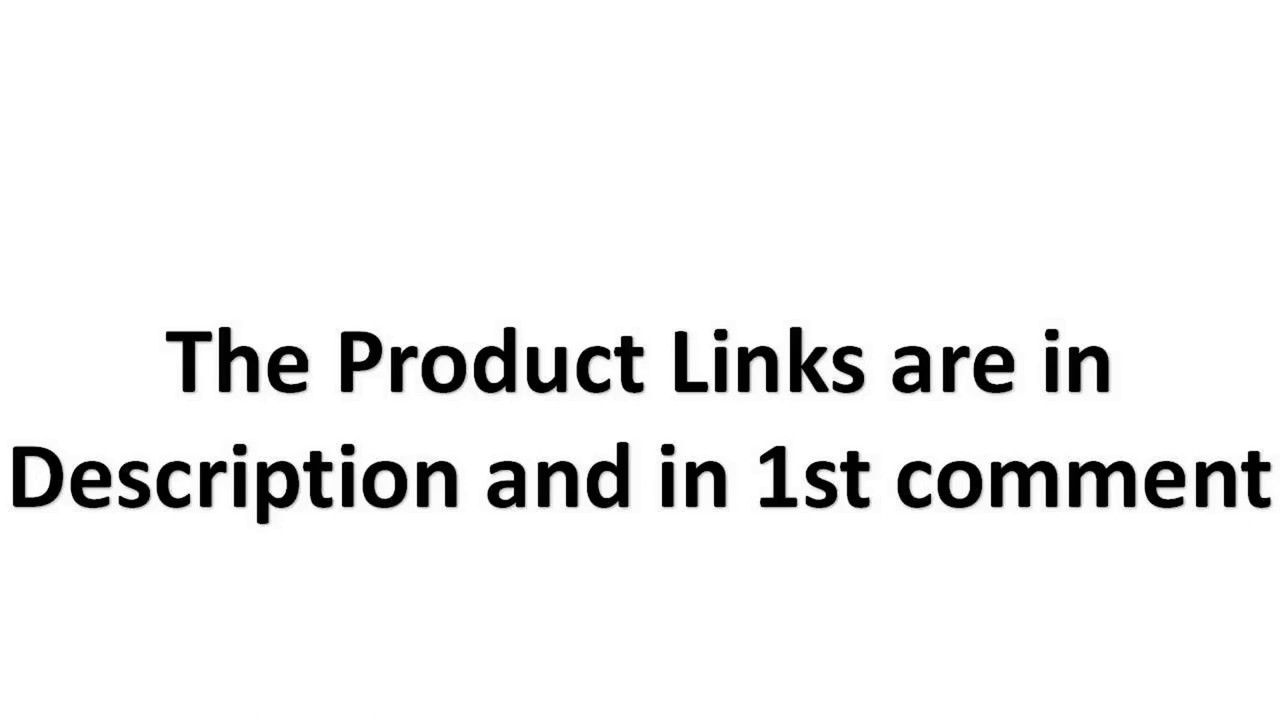 The Product Links are in
Description and in 1st comment